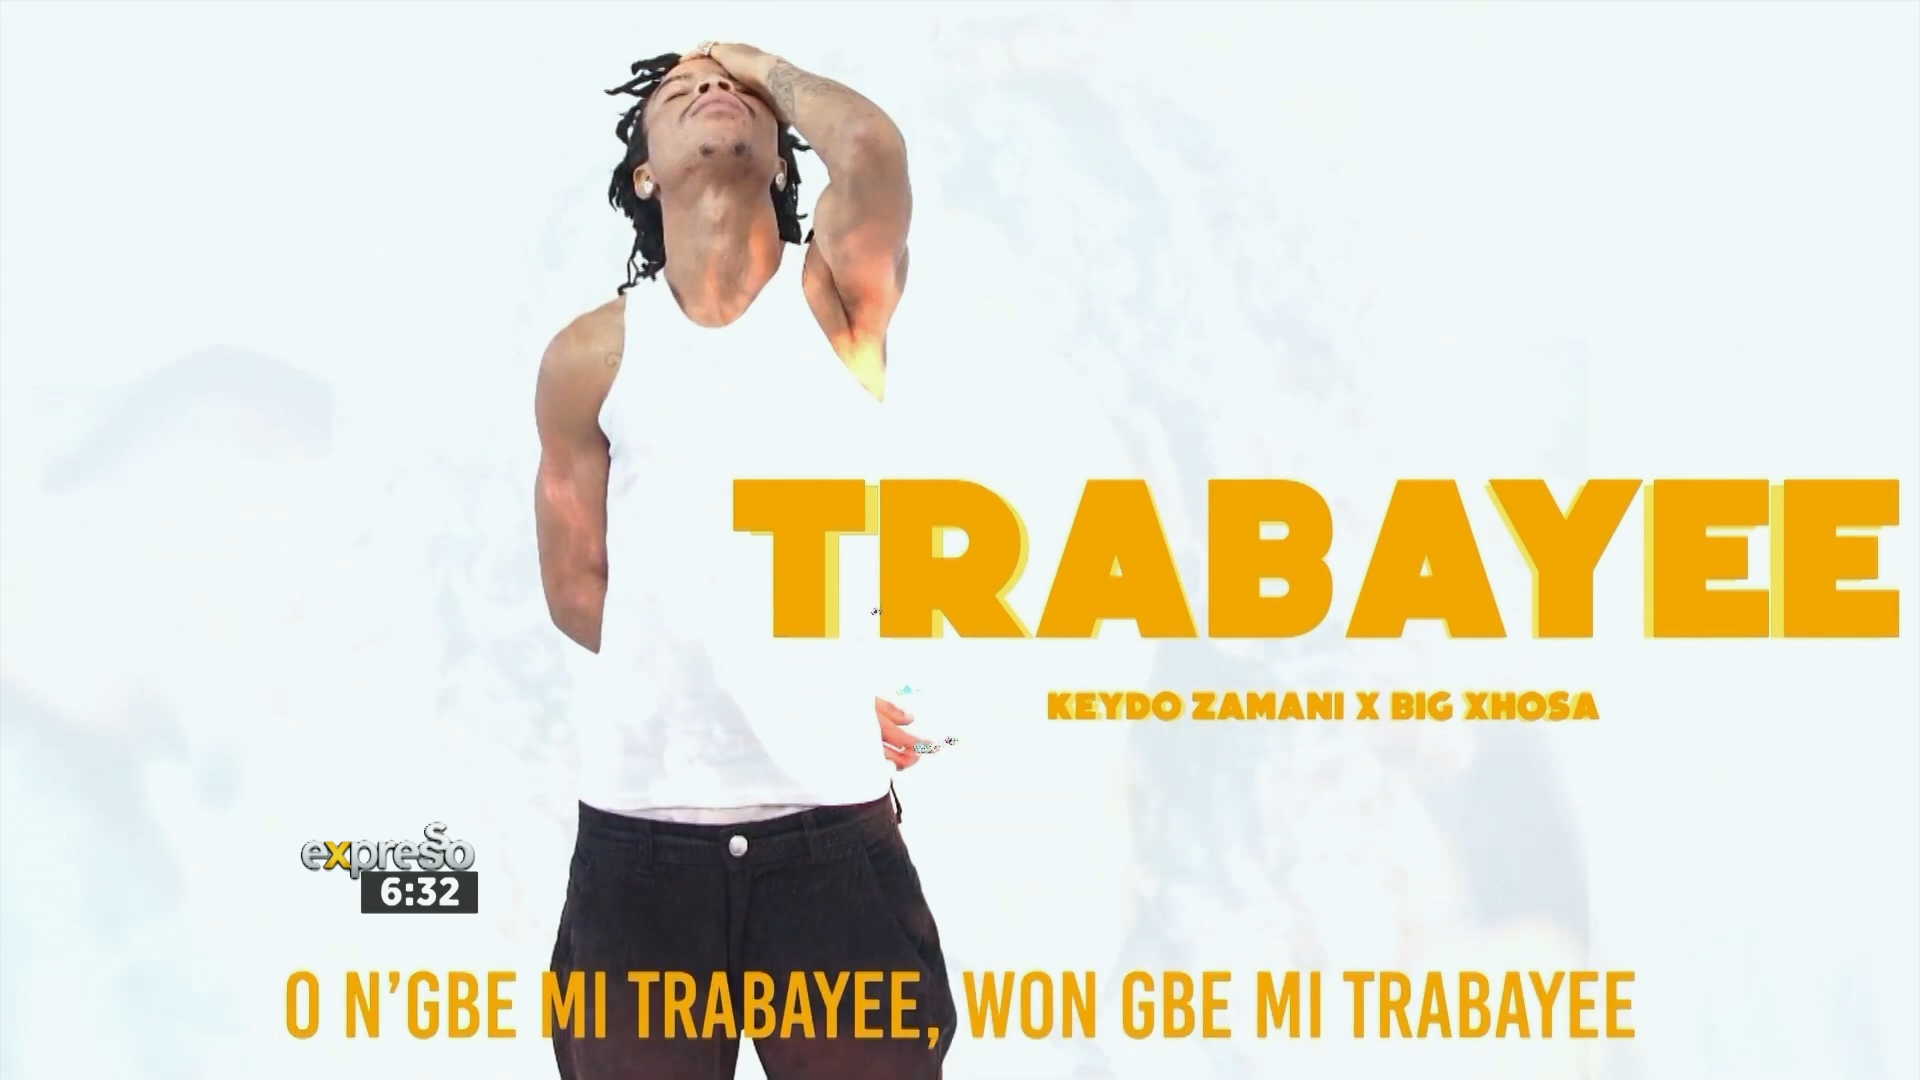 TRABAYEE
KEYDO ZAMANI X BIG XHOSA
expresso
6:32
O N'GBE MI TRABAYEE, WON GBE MI TRABAYEE